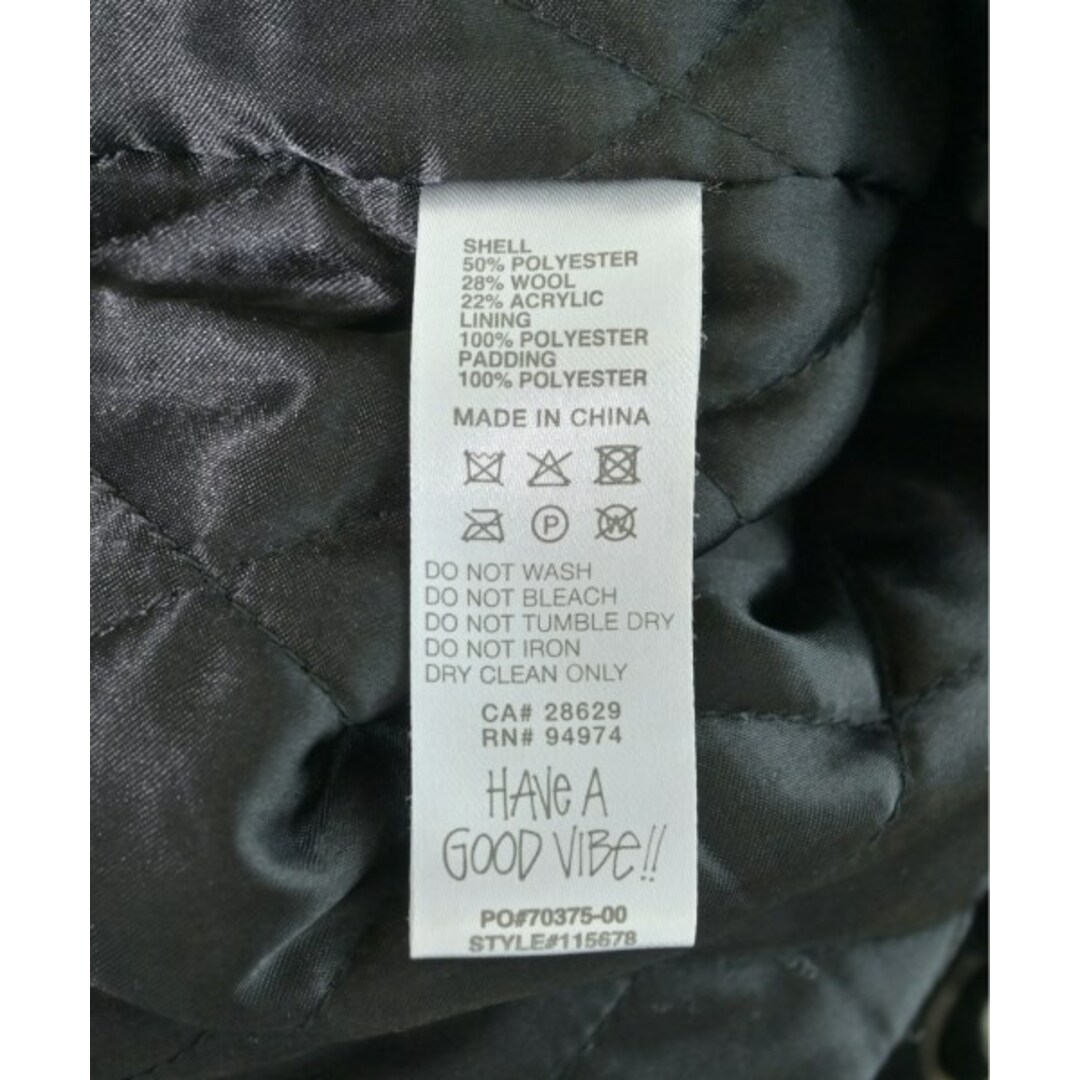 SHELL
50% POLYESTER
28% WOOL
22% ACRYLIC
LINING
100% POLYESTER
PADDING
100% POLYESTER
MADE IN CHINA
P W
DO NOT WASH
DO NOT BLEACH
DO NOT TUMBLE DRY
DO NOT IRON
DRY CLEAN ONLY
CA# 28629
RN# 94974
HAVe A
GOOD VIBe!!
PO#70375-00
STYLE#115678